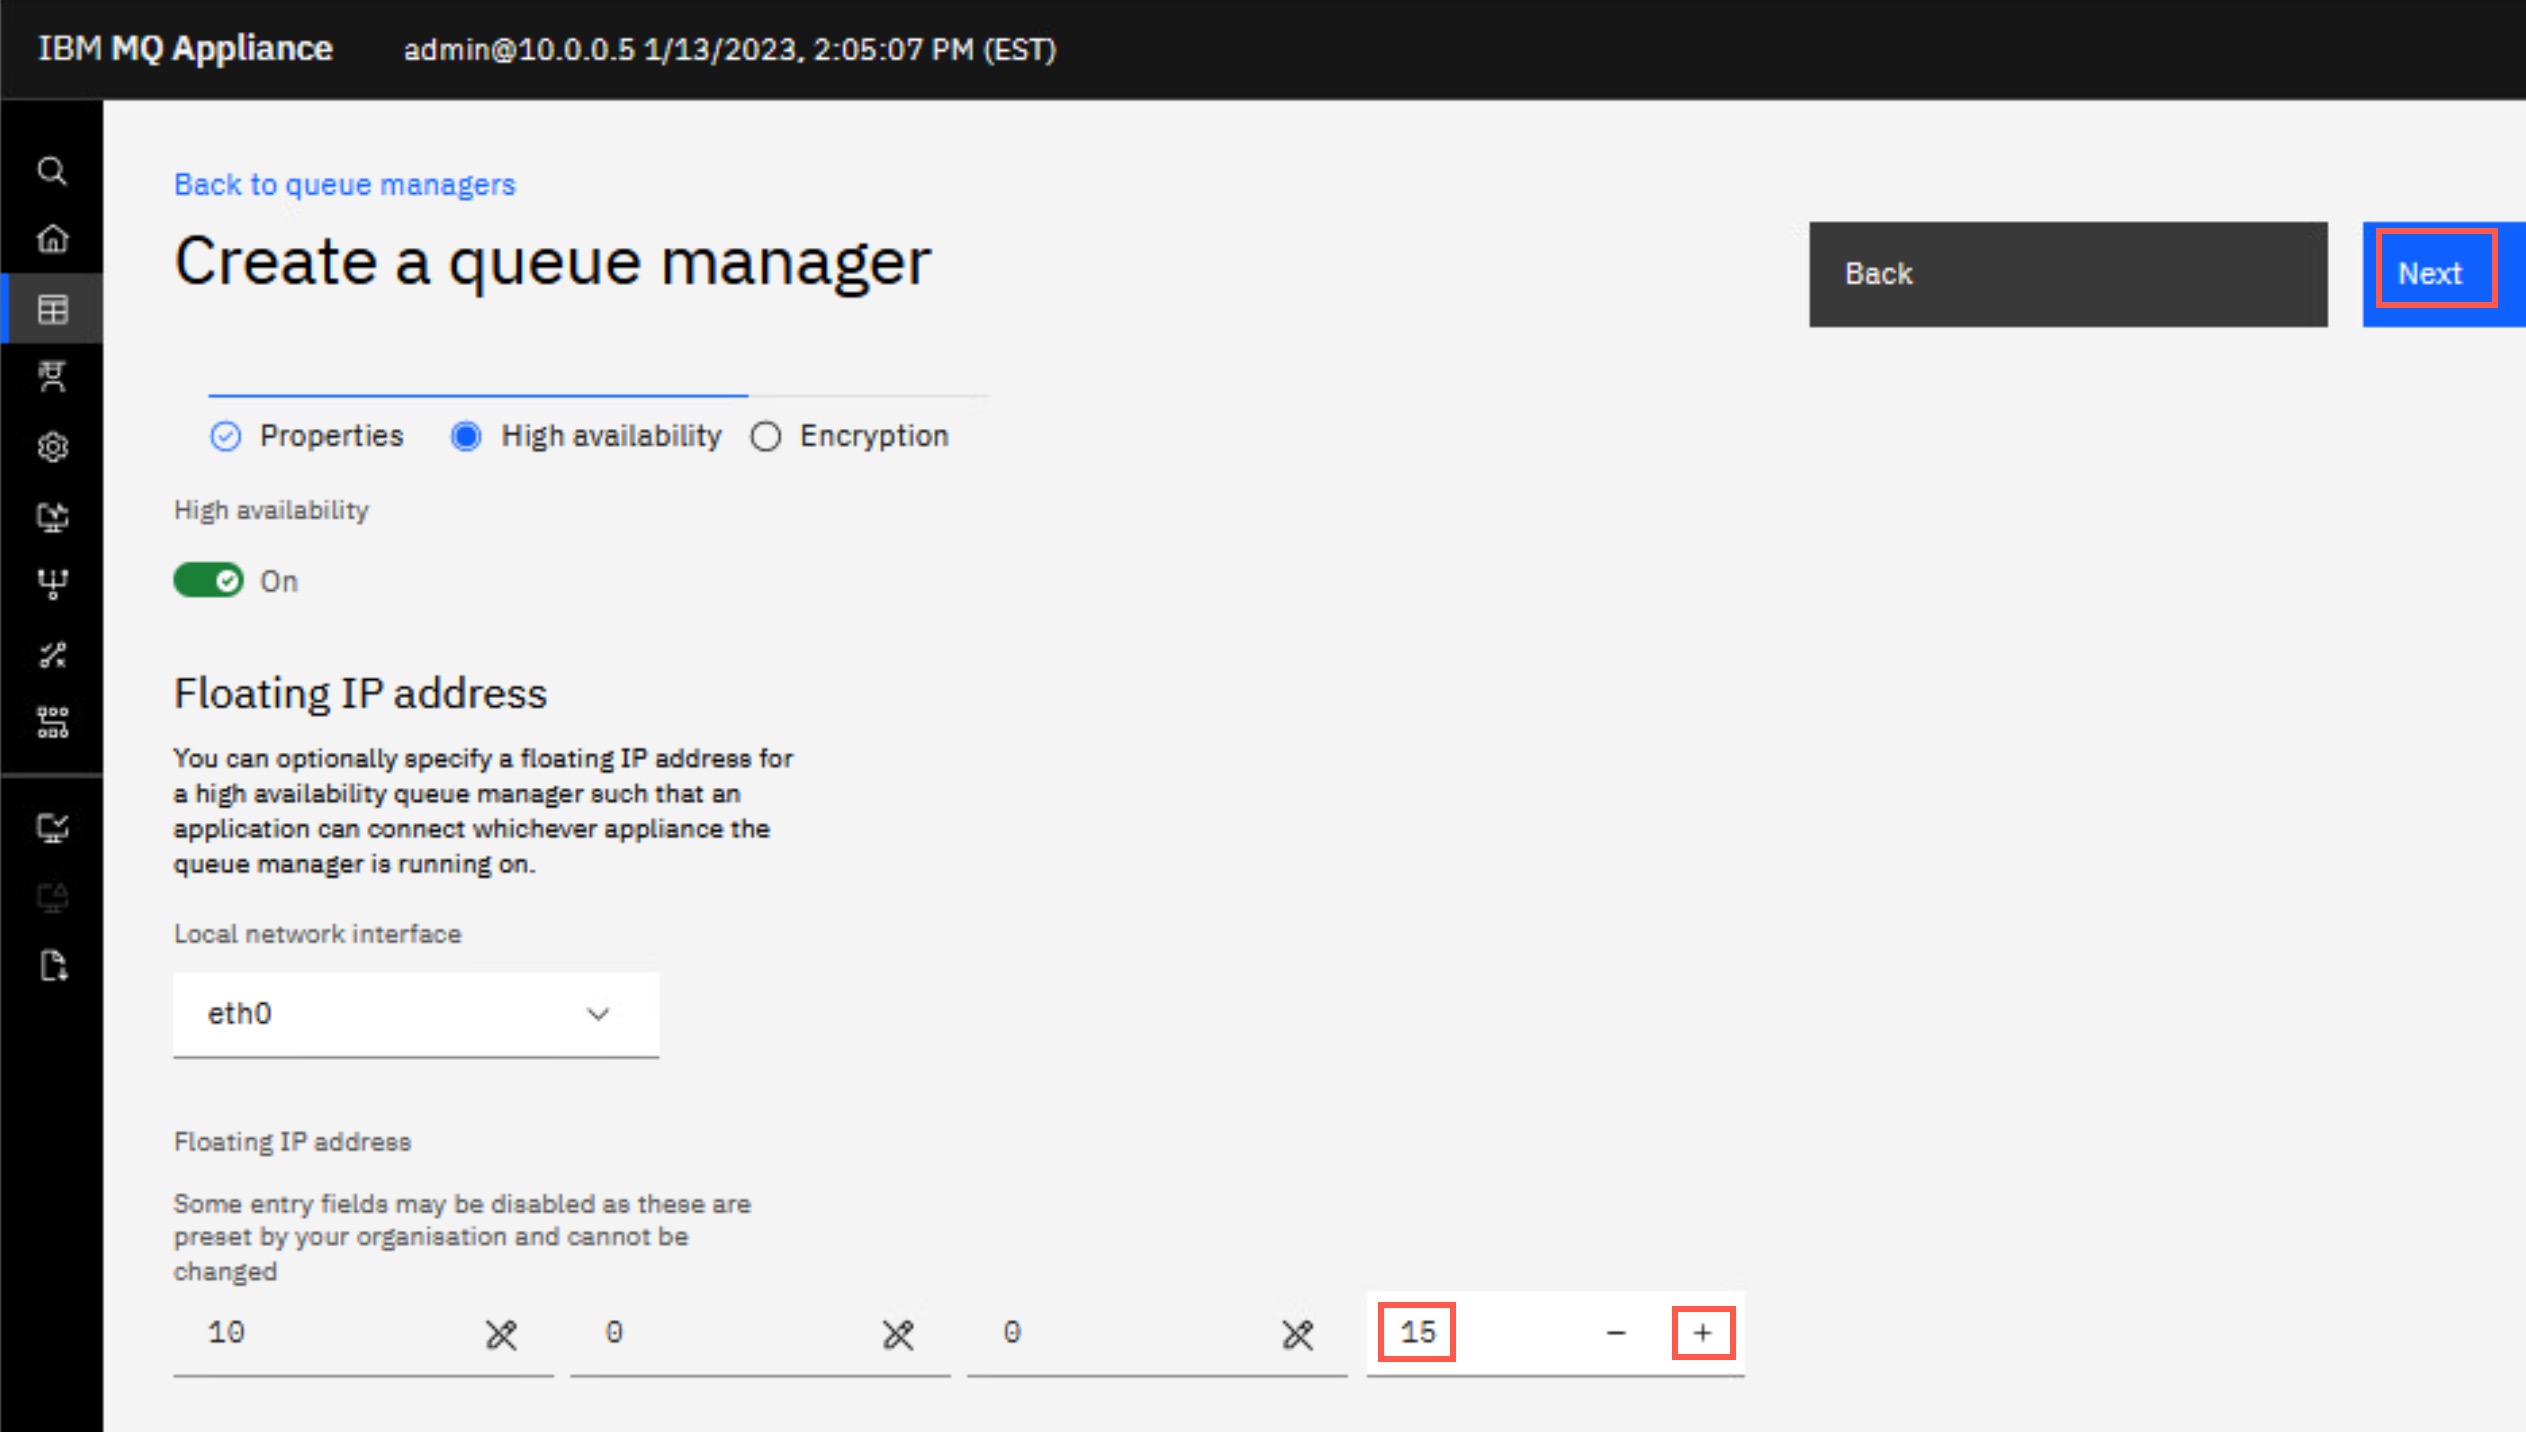 IBM MQ Appliance admin@10.0.0.5 1/13/2023, 2:05:07 PM (EST)
Back to queue managers
Create a queue manager
Back
Next
Properties High availability Encryption
High availability
On
Floating IP address
You can optionally specify a floating IP address for
a high availability queue manager such that an
application can connect whichever appliance the
queue manager is running on.
Local network interface
eth0
Floating IP address
Some entry fields may be disabled as these are
preset by your organisation and cannot be
changed
10 0 0 15 − +